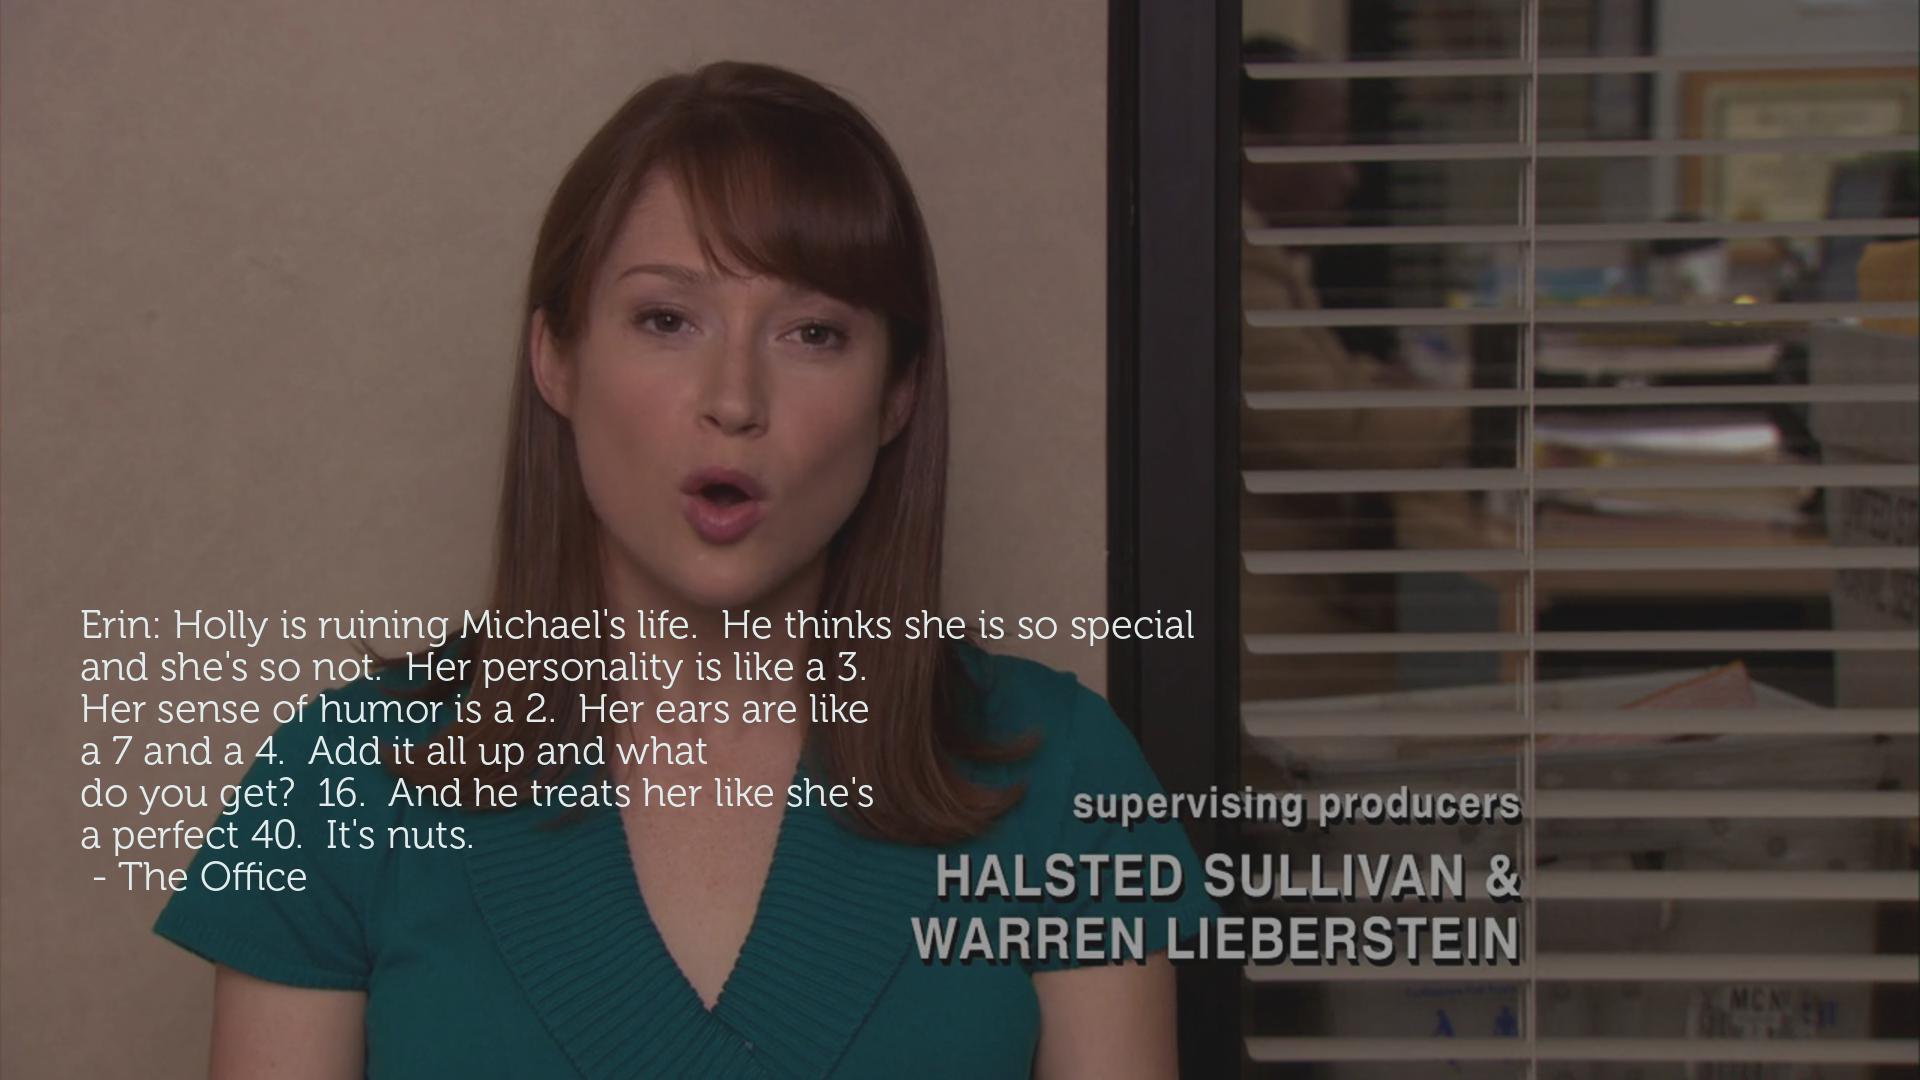 Erin: Holly is ruining Michael's life.  He thinks she is so special
and she's so not.  Her personality is like a 3.
Her sense of humor is a 2.  Her ears are like
a 7 and a 4.  Add it all up and what
do you get?  16.  And he treats her like she's
a perfect 40.  It's nuts.
- The Office
supervising producers
HALSTED SULLIVAN &
WARREN LIEBERSTEIN